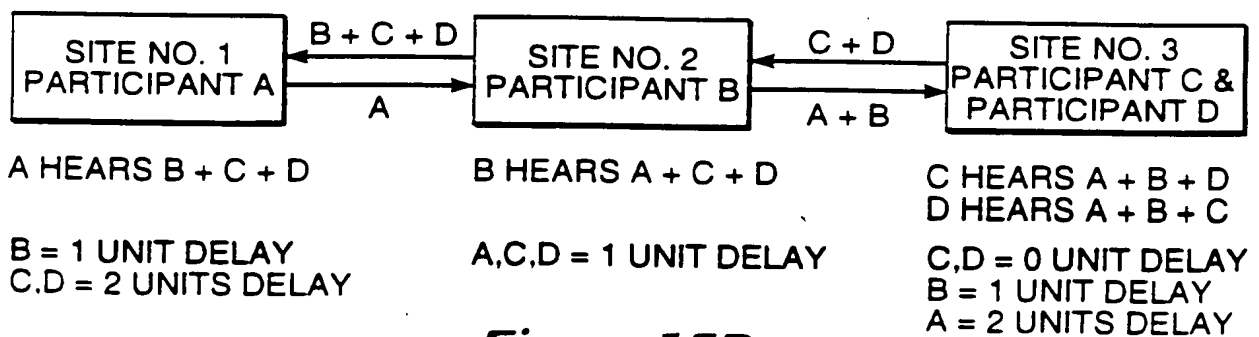 SITE NO. 1
PARTICIPANT A
B + C + D
A
SITE NO. 2
PARTICIPANT B
C + D
A + B
SITE NO. 3
PARTICIPANT C &
PARTICIPANT D
A HEARS B + C + D
B = 1 UNIT DELAY
C,D = 2 UNITS DELAY
B HEARS A + C + D
A,C,D = 1 UNIT DELAY
C HEARS A + B + D
D HEARS A + B + C
C,D = 0 UNIT DELAY
B = 1 UNIT DELAY
A = 2 UNITS DELAY